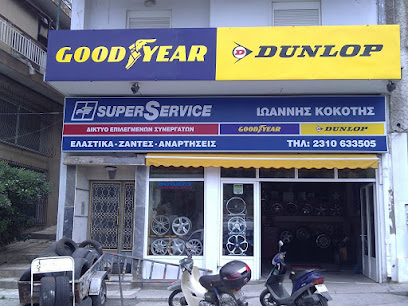 GOODYEAR DUNLOP
SUPERSERVICE ΙΩΑΝΝΗΣ ΚΟΚΟΤΗΣ
ΔΙΚΤΥΟ ΕΠΙΛΕΓΜΕΝΩΝ ΣΥΝΕΡΓΑΤΩΝ GOODYEAR DUNLOP
ΕΛΑΣΤΙΚΑ-ΖΑΝΤΕΣ-ΑΝΑΡΤΗΣΕΙΣ ΤΗΛ: 2310 633505